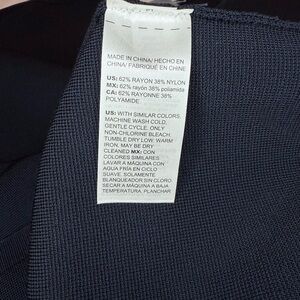 MADE IN CHINA/ HECHO EN
CHINA/ FABRIQUÉ EN CHINE
US: 62% RAYON 38% NYLON
MX: 62% rayón 38% poliamida
CA: 62% RAYONNE 38%
POLYAMIDE
US: WITH SIMILAR COLORS,
MACHINE WASH COLD,
GENTLE CYCLE. ONLY
NON-CHLORINE BLEACH
TUMBLE DRY LOW, WARM
IRON, MAY BE DRY
CLEANED MX: CON
COLORES SIMILARES
LAVAR A MÁQUINA CON
AGUA FRÍA EN CICLO
SUAVE. SOLAMENTE
BLANQUEADOR SIN CLORO.
SECAR A MÁQUINA A BAJA
TEMPERATURA, PLANCHAR